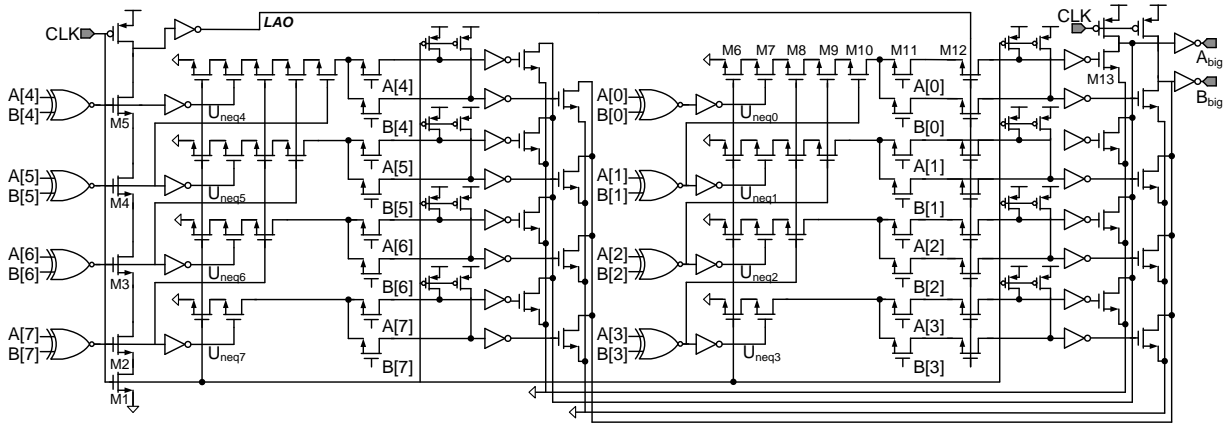 LAO
CLK
CLK
A_big
B_big
M6 M7 M8 M9 M10 M11 M12
M13
A[4]
B[4]
M5
U_neq4
A[4]
B[4]
A[0]
B[0]
U_neq0
A[0]
B[0]
A[5]
B[5]
M4
U_neq5
A[5]
B[5]
A[1]
B[1]
U_neq1
A[1]
B[1]
A[6]
B[6]
M3
U_neq6
A[6]
B[6]
A[2]
B[2]
U_neq2
A[2]
B[2]
A[7]
B[7]
M2
U_neq7
A[7]
B[7]
A[3]
B[3]
U_neq3
A[3]
B[3]
M1